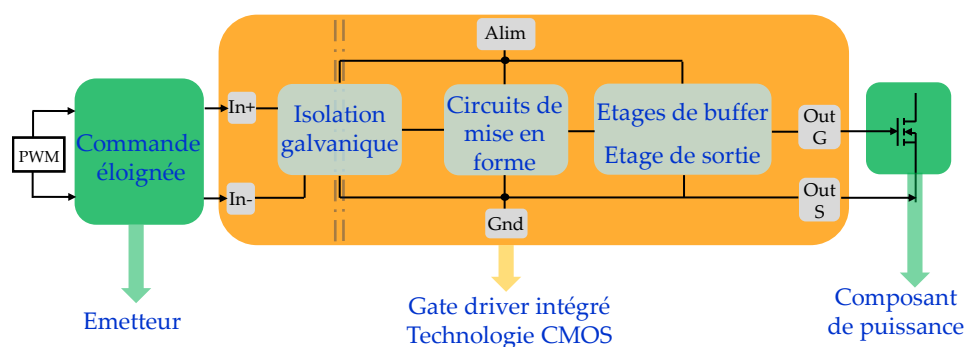 Alim
PWM
Commande
éloignée
In+
In-
Isolation
galvanique
Circuits de
mise en
forme
Etages de buffer
Etage de sortie
Out
G
Out
S
Gnd
Emetteur
Gate driver intégré
Technologie CMOS
Composant
de puissance